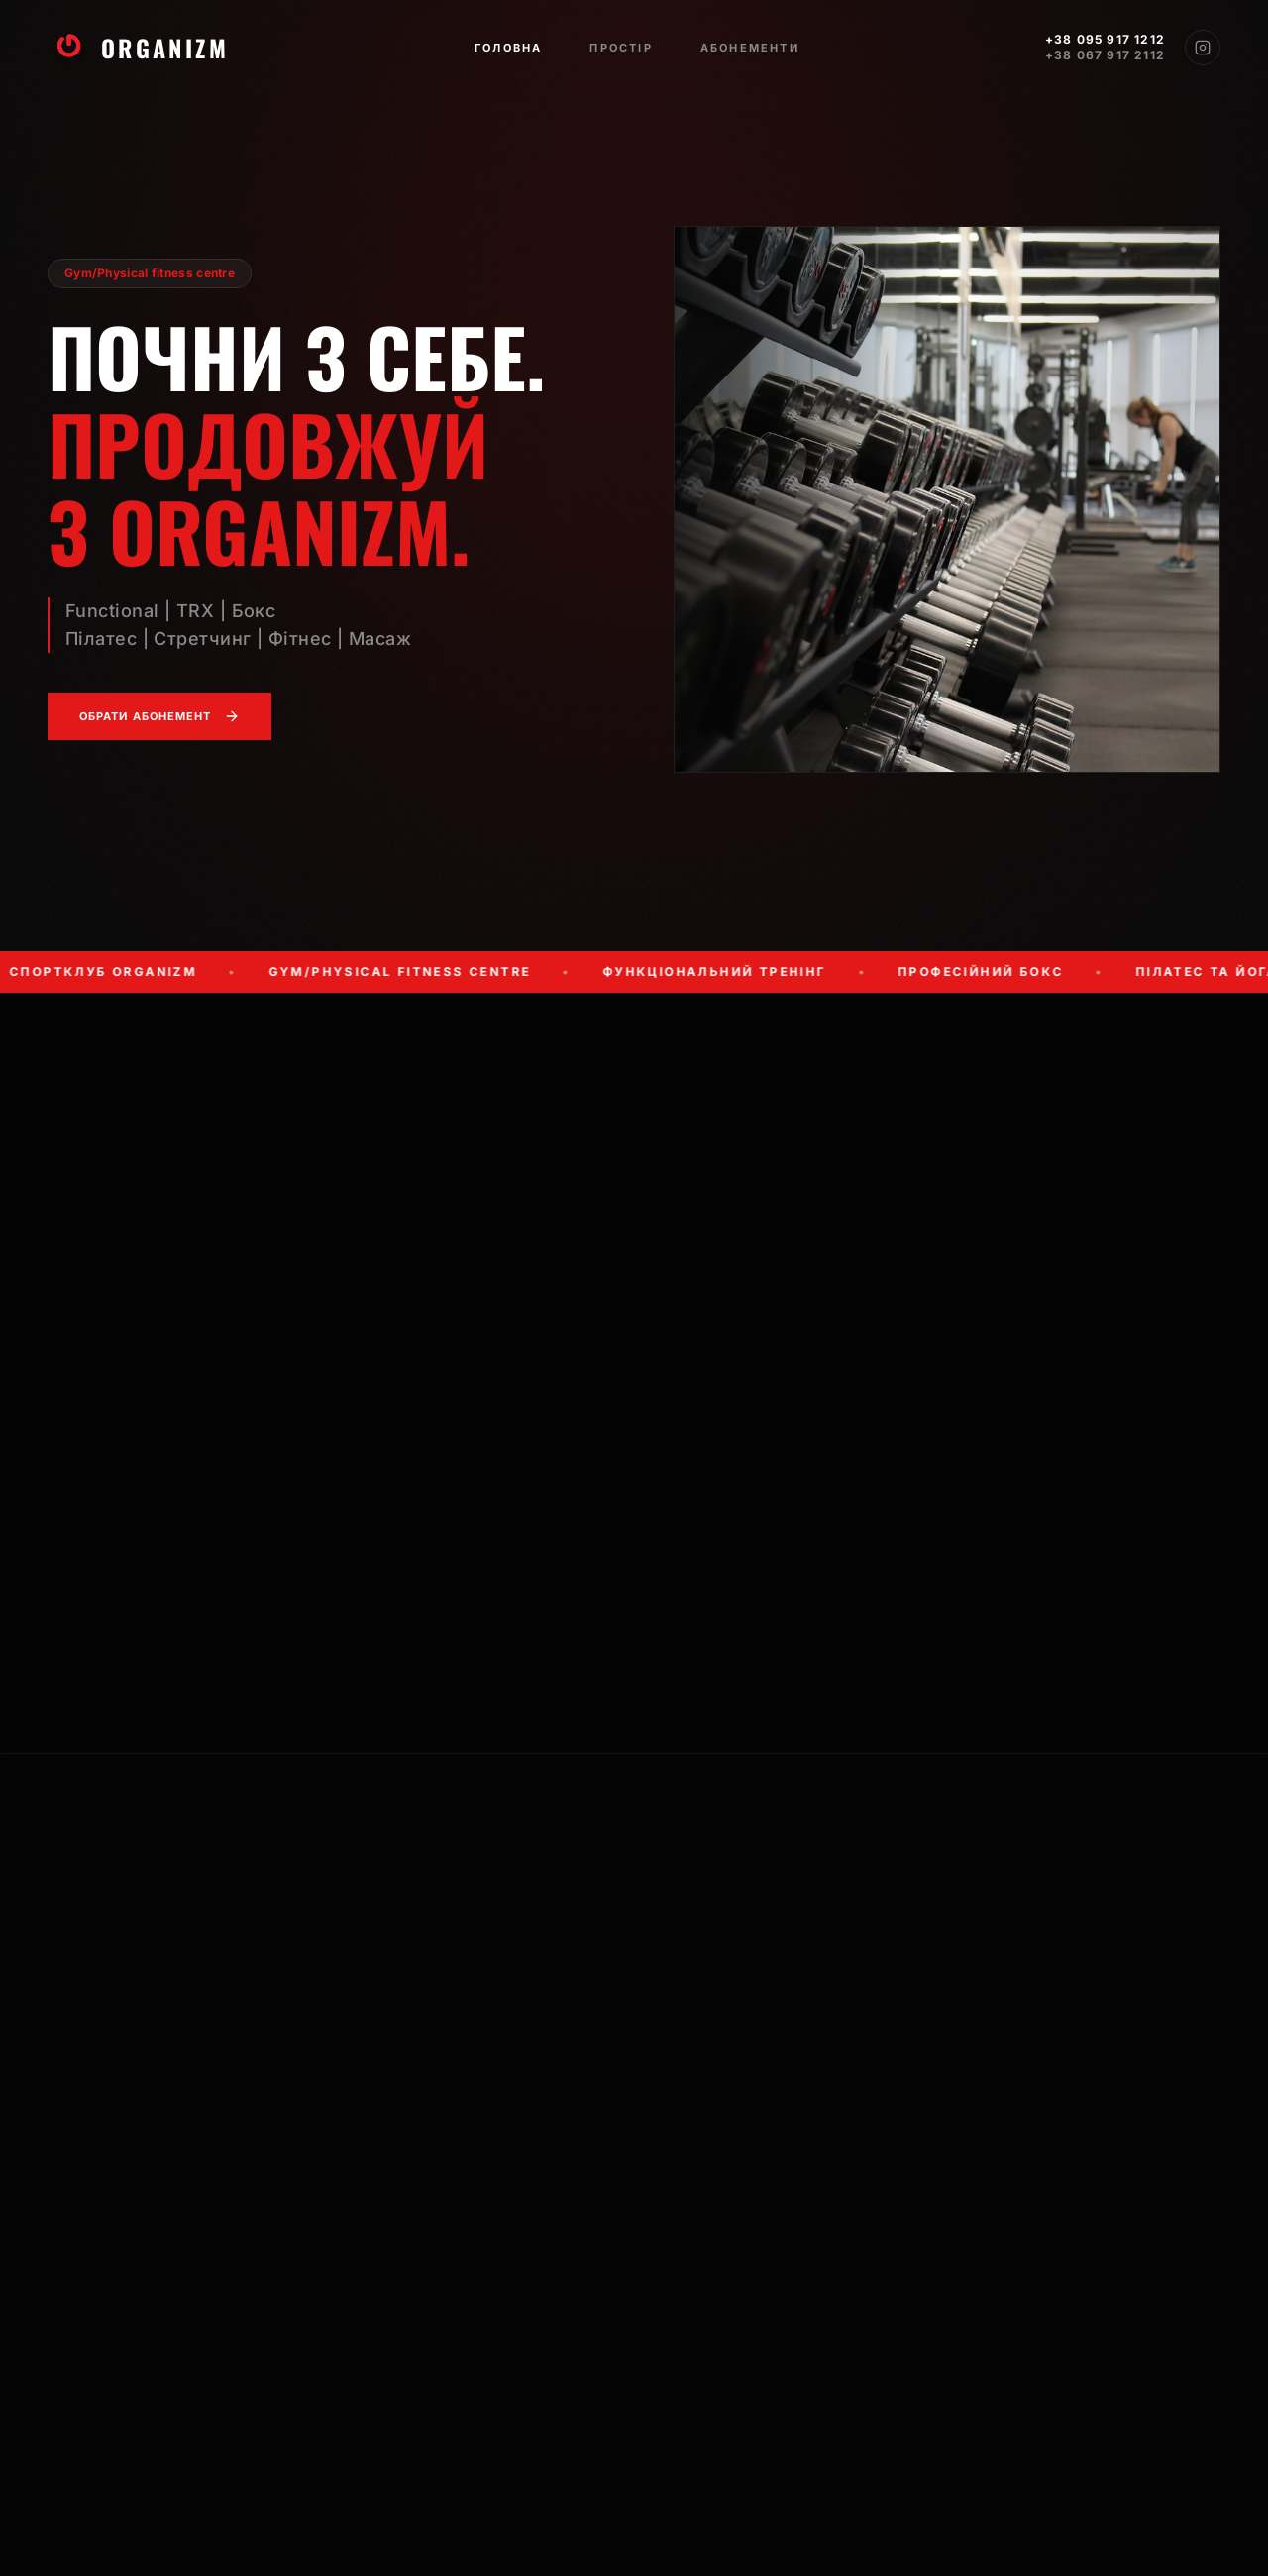 ORGANIZM
ГОЛОВНА
ПРОСТІР
АБОНЕМЕНТИ
+38 095 917 1212
+38 067 917 2112
Gym/Physical fitness centre
ПОЧНИ З СЕБЕ.
ПРОДОВЖУЙ
З ORGANIZM.
Functional | TRX | Бокс
Пілатес | Стретчинг | Фітнес | Масаж
ОБРАТИ АБОНЕМЕНТ
СПОРТКЛУБ ORGANIZM • GYM/PHYSICAL FITNESS CENTRE • ФУНКЦІОНАЛЬНИЙ ТРЕНІНГ • ПРОФЕСІЙНИЙ БОКС • ПІЛАТЕС ТА ЙОГА